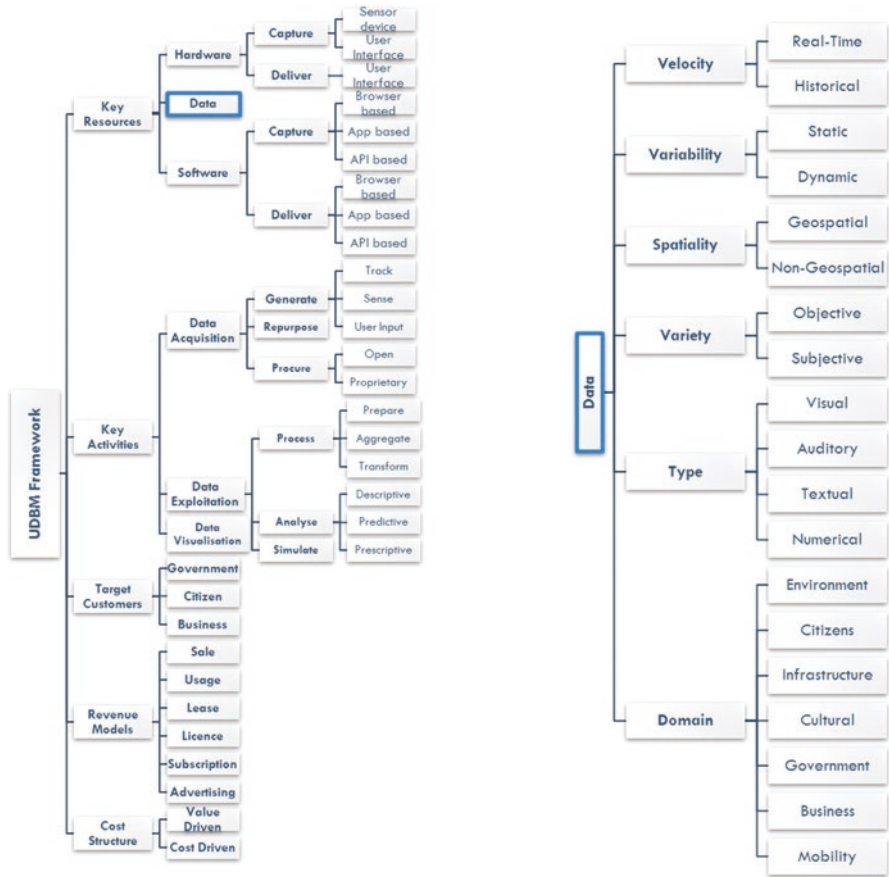 UDBM Framework
Key
Resources
Hardware
Capture
Sensor
device
User
Interface
Deliver
User
Interface
Data
Software
Capture
Browser
based
App based
API based
Deliver
Browser
based
App based
API based
Key
Activities
Data
Acquisition
Generate
Track
Sense
User Input
Repurpose
Procure
Open
Proprietary
Data
Exploitation
Process
Prepare
Aggregate
Transform
Analyse
Descriptive
Predictive
Prescriptive
Simulate
Data
Visualisation
Target
Customers
Government
Citizen
Business
Revenue
Models
Sale
Usage
Lease
Licence
Subscription
Advertising
Cost
Structure
Value
Driven
Cost Driven
Data
Velocity
Real-Time
Historical
Variability
Static
Dynamic
Spatiality
Geospatial
Non-Geospatial
Variety
Objective
Subjective
Type
Visual
Auditory
Textual
Numerical
Domain
Environment
Citizens
Infrastructure
Cultural
Government
Business
Mobility